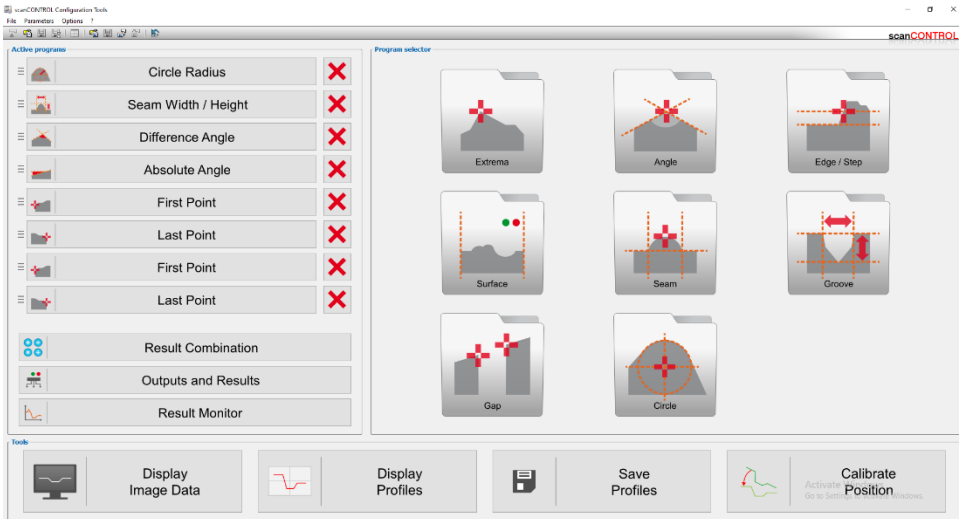 scanCONTROL Configuration Tools
File Parameters Options ?
scanCONTROL
Active programs
Circle Radius
Seam Width / Height
Difference Angle
Absolute Angle
First Point
Last Point
First Point
Last Point
Result Combination
Outputs and Results
Result Monitor
Program selector
Extrema
Angle
Edge / Step
Surface
Seam
Groove
Gap
Circle
Tools
Display
Image Data
Display
Profiles
Save
Profiles
Calibrate
Position
Activate Windows
Go to Settings to activate Windows.